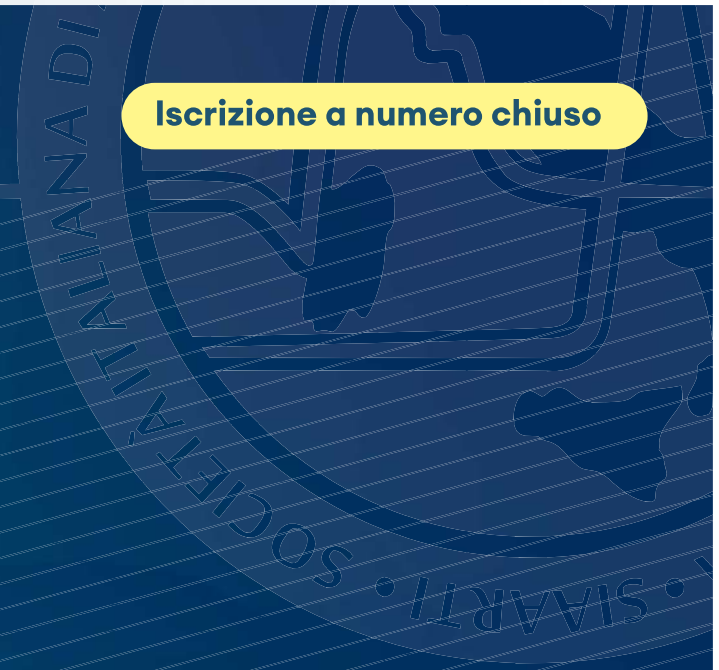 Iscrizione a numero chiuso
SOCIETÀ ITALIANA DI
• SIAARTI •